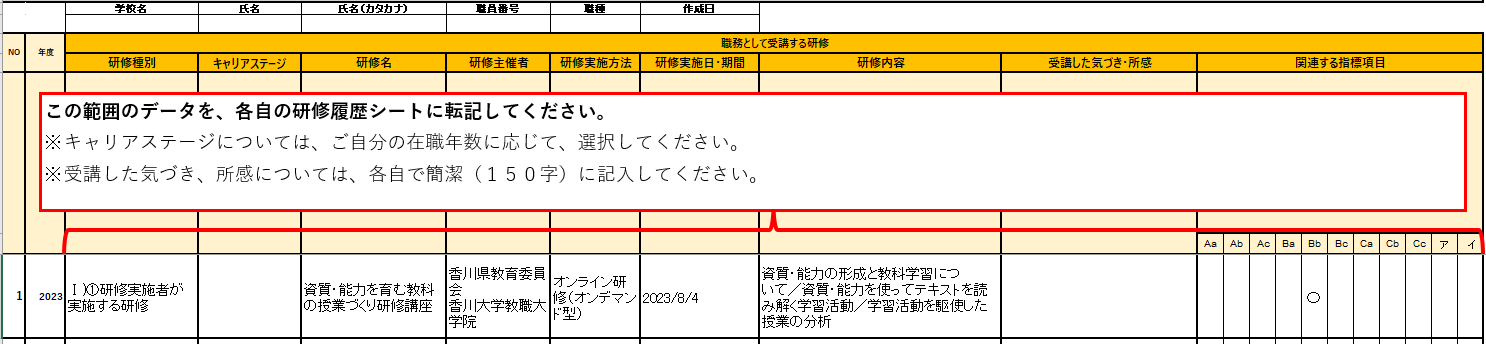 学校名 氏名 氏名(カタカナ) 職員番号 職種 作成日
NO 年度 職務として受講する研修
研修種別 キャリアステージ 研修名 研修主催者 研修実施方法 研修実施日・期間 研修内容 受講した気づき・所感 関連する指標項目
この範囲のデータを、各自の研修履歴シートに転記してください。
※キャリアステージについては、ご自分の在職年数に応じて、選択してください。
※受講した気づき、所感については、各自で簡潔（１５０字）に記入してください。
Aa Ab Ac Ba Bb Bc Ca Cb Cc ア イ
1 2023
Ⅰ)①研修実施者が
実施する研修
資質・能力を育む教科
の授業づくり研修講座
香川県教育委員
会
香川大学教職大
学院
オンライン研
修(オンデマン
ド型)
2023/8/4
資質・能力の形成と教科学習につ
いて／資質・能力を使ってテキストを読
み解く学習活動／学習活動を駆使した
授業の分析
○